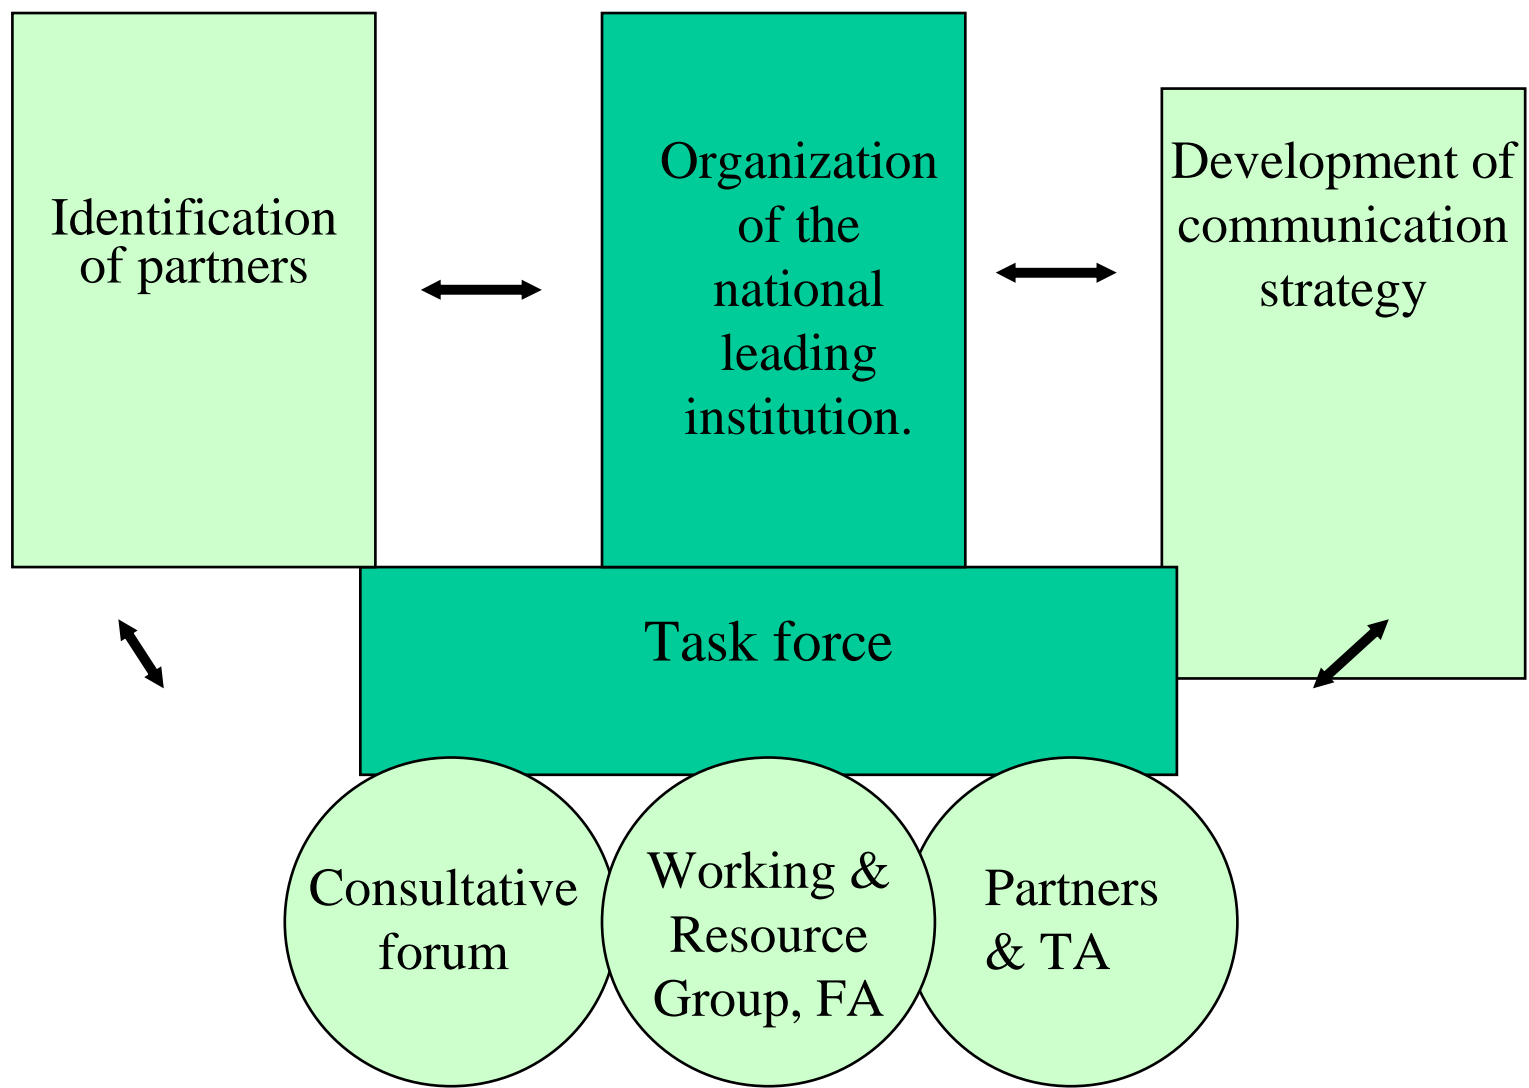 Identification
of partners
Organization
of the
national
leading
institution.
Development of
communication
strategy
Task force
Consultative
forum
Working &
Resource
Group, FA
Partners
& TA